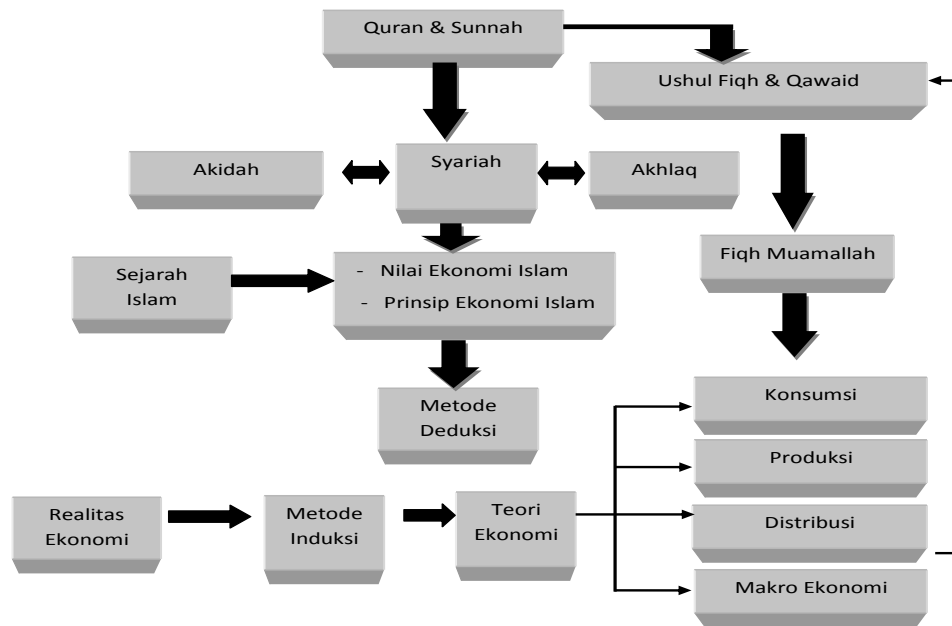 Quran & Sunnah
Ushul Fiqh & Qawaid
Akidah
Syariah
Akhlaq
Sejarah
Islam
- Nilai Ekonomi Islam
- Prinsip Ekonomi Islam
Fiqh Muamallah
Metode
Deduksi
Konsumsi
Produksi
Realitas
Ekonomi
Metode
Induksi
Teori
Ekonomi
Distribusi
Makro Ekonomi